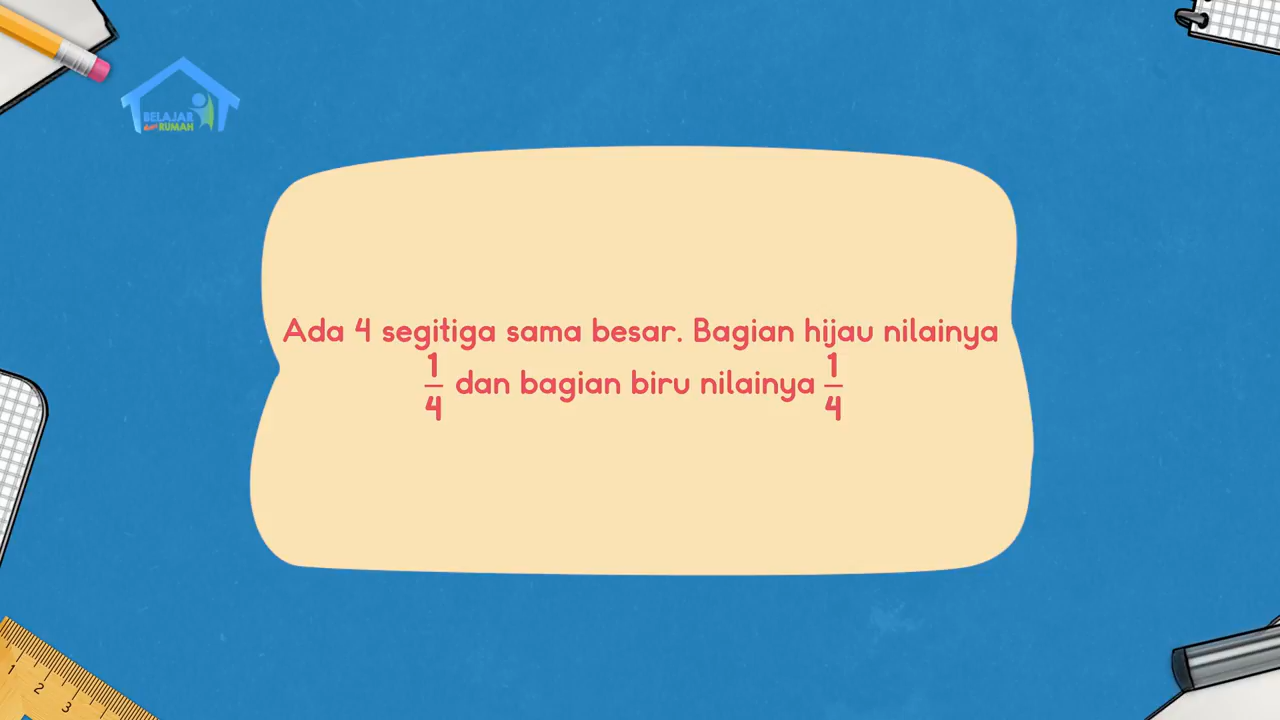 BELAJAR
dari RUMAH
Ada 4 segitiga sama besar. Bagian hijau nilainya
1/4 dan bagian biru nilainya 1/4
1
2
3